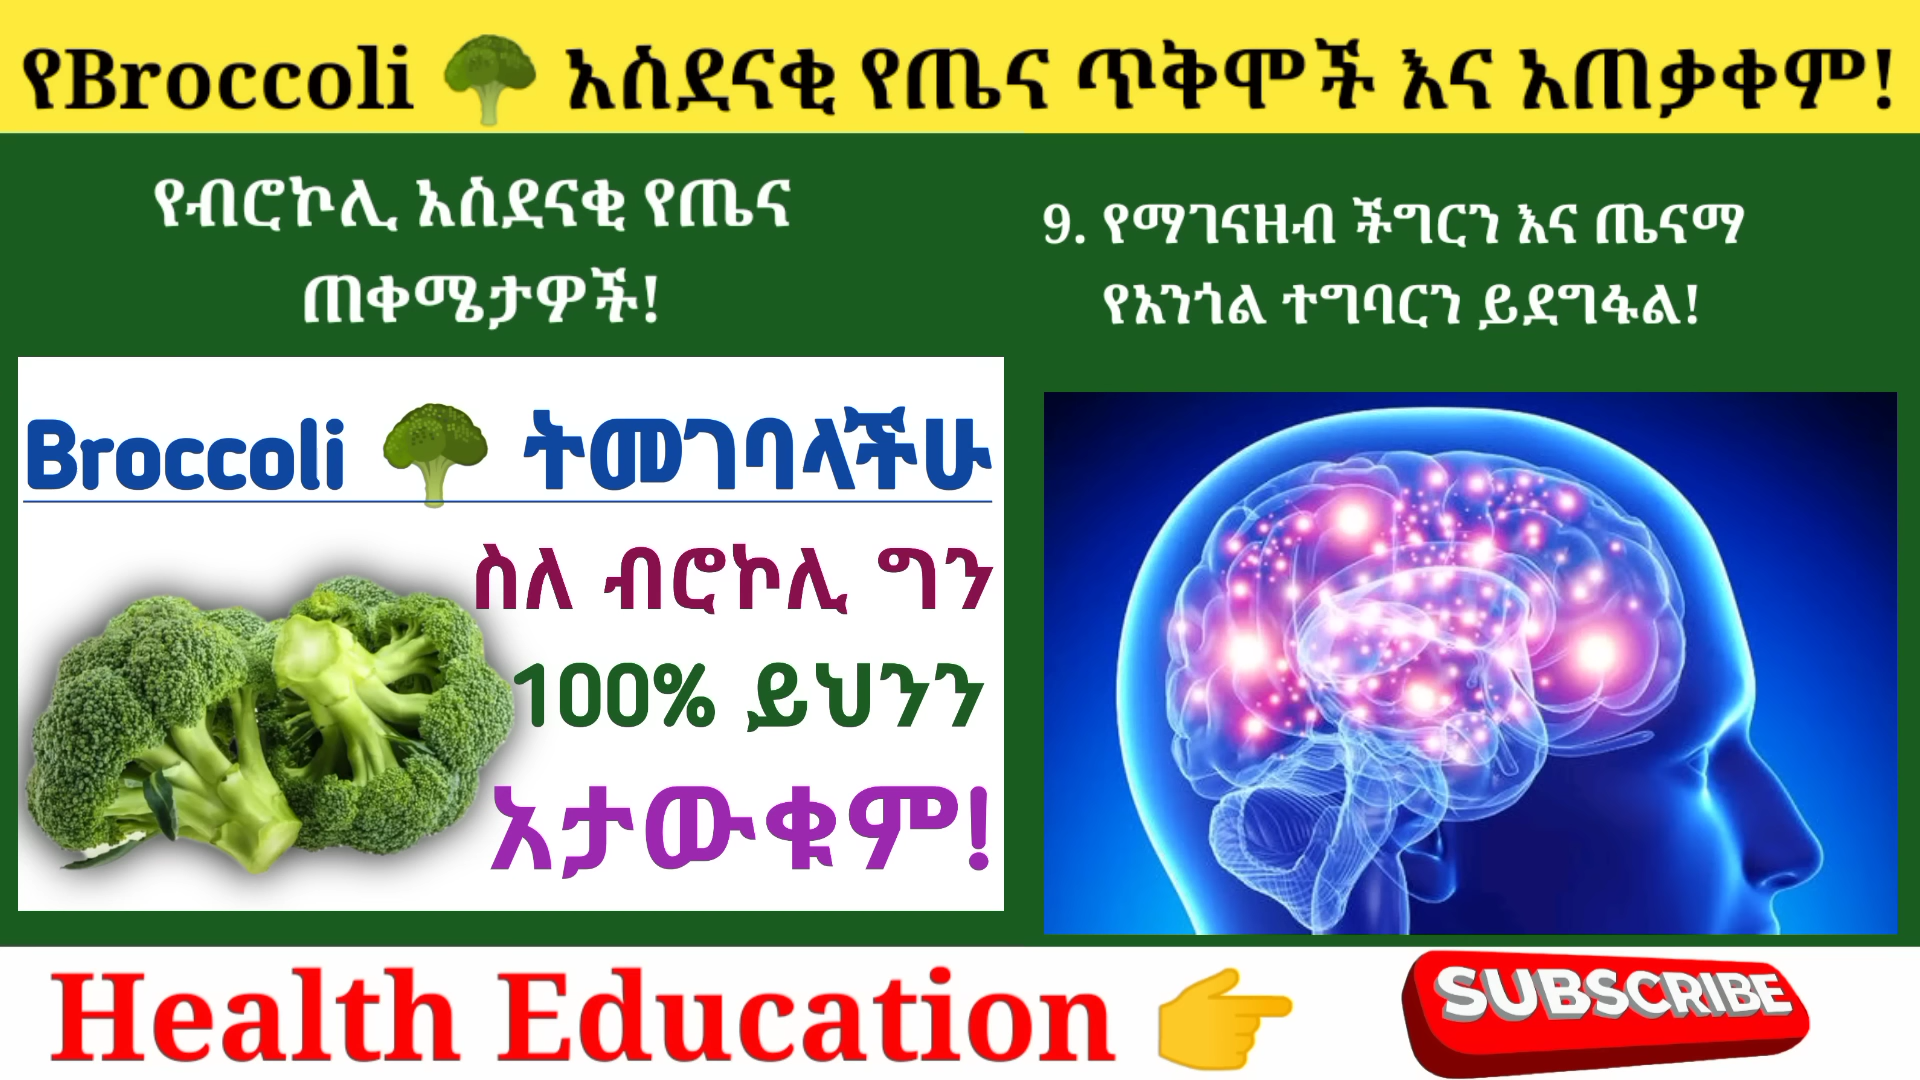 የBroccoli 🥦 አስደናቂ የጤና ጥቅሞች እና አጠቃቀም!
የብሮኮሊ አስደናቂ የጤና
ጠቀሜታዎች!
Broccoli 🥦 ትመገባላችሁ
ስለ ብሮኮሊ ግን
100% ይህንን
አታውቁም!
9. የማገናዘብ ችግርን እና ጤናማ
የአንጎል ተግባርን ይደግፋል!
Health Education 👉
SUBSCRIBE